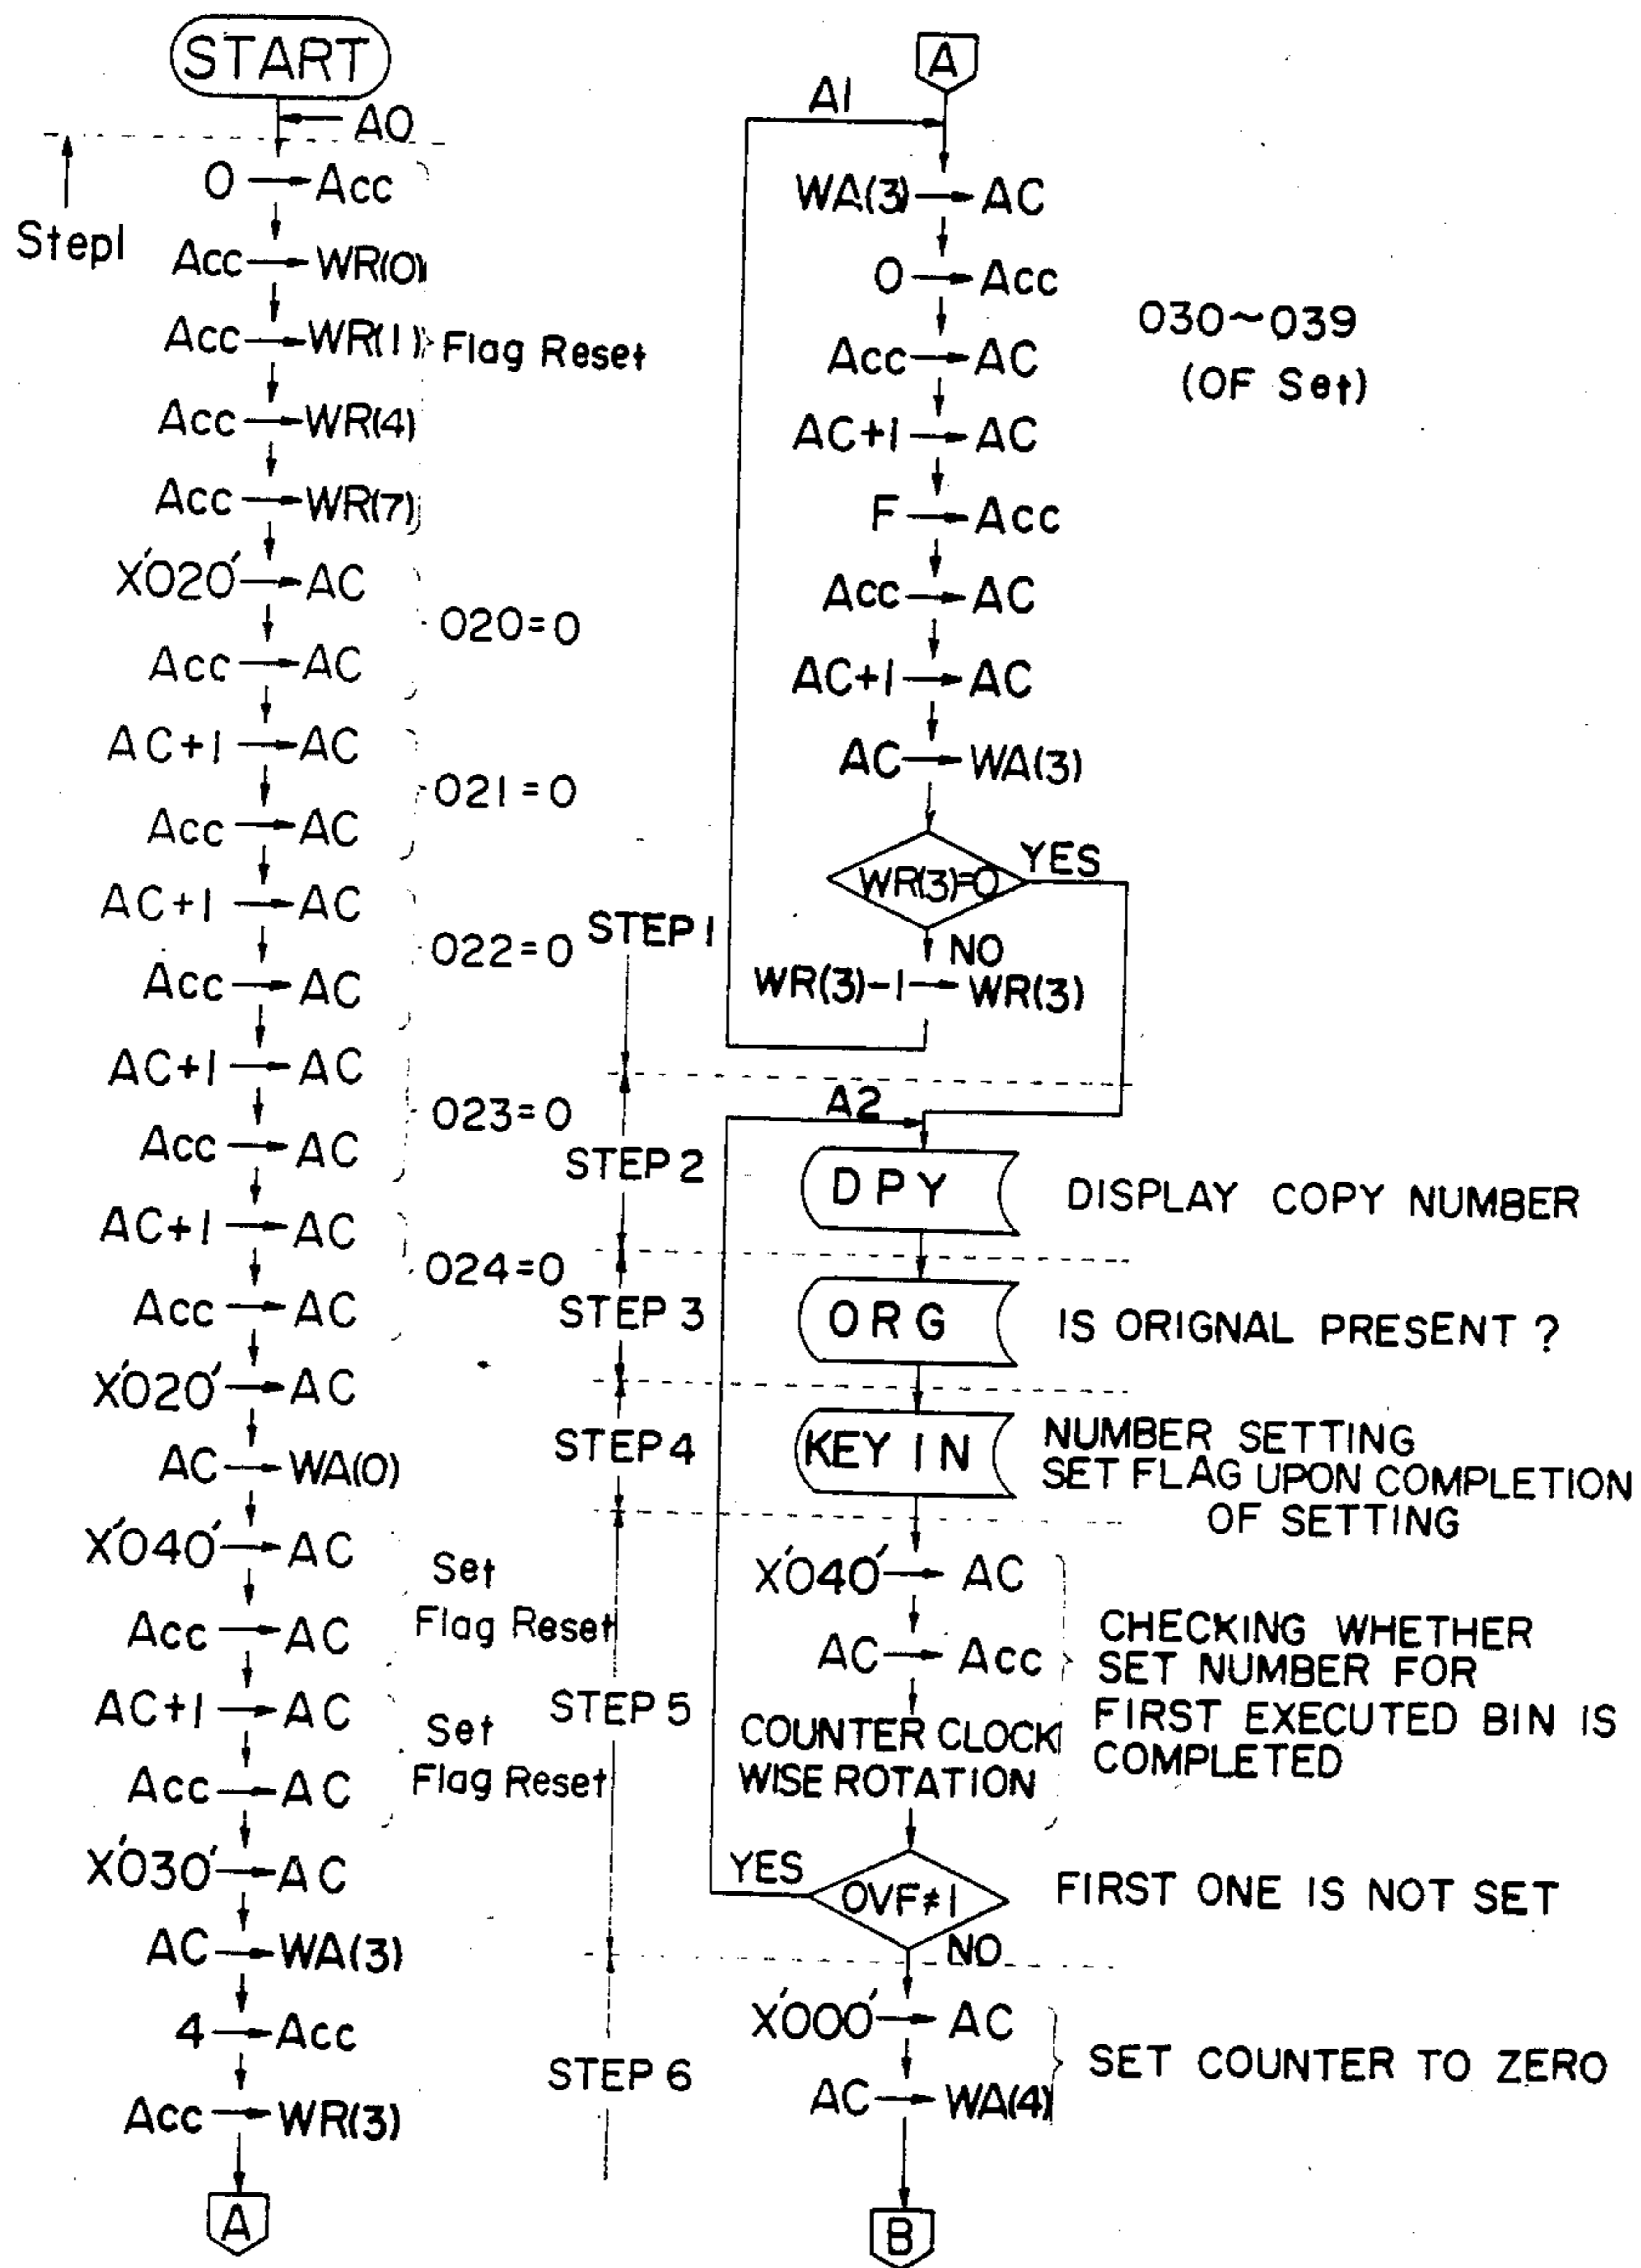 START
A0
Step1
0 → Acc
Acc → WR(0)
Acc → WR(1)
Flag Reset
Acc → WR(4)
Acc → WR(7)
X'020' → AC
020=0
Acc → AC
AC+1 → AC
021=0
Acc → AC
AC+1 → AC
022=0
Acc → AC
AC+1 → AC
023=0
Acc → AC
AC+1 → AC
024=0
Acc → AC
X'020' → AC
AC → WA(0)
X'040' → AC
Set
Flag Reset
Acc → AC
AC+1 → AC
Set
Flag Reset
Acc → AC
X'030' → AC
AC → WA(3)
4 → Acc
Acc → WR(3)
A
A
A1
WA(3) → AC
0 → Acc
030~039
(OF Set)
Acc → AC
AC+1 → AC
F → Acc
Acc → AC
AC+1 → AC
AC → WA(3)
WR(3)=0
YES
NO
STEP 1
WR(3)-1 → WR(3)
A2
STEP 2
DPY
DISPLAY COPY NUMBER
STEP 3
ORG
IS ORIGNAL PRESENT ?
STEP 4
KEY IN
NUMBER SETTING
SET FLAG UPON COMPLETION
OF SETTING
X'040' → AC
AC → Acc
STEP 5
COUNTER CLOCK
WISE ROTATION
CHECKING WHETHER
SET NUMBER FOR
FIRST EXECUTED BIN IS
COMPLETED
YES
OVF≠1
FIRST ONE IS NOT SET
NO
X'000' → AC
STEP 6
AC → WA(4)
SET COUNTER TO ZERO
B